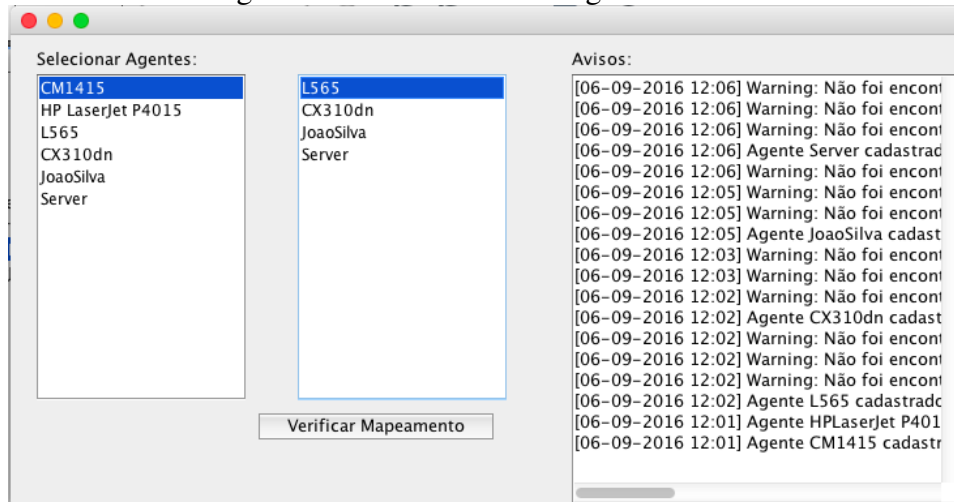 Selecionar Agentes:
CM1415
HP LaserJet P4015
L565
CX310dn
JoaoSilva
Server
L565
CX310dn
JoaoSilva
Server
Verificar Mapeamento
Avisos:
[06-09-2016 12:06] Warning: Não foi encont
[06-09-2016 12:06] Warning: Não foi encont
[06-09-2016 12:06] Warning: Não foi encont
[06-09-2016 12:06] Agente Server cadastrad
[06-09-2016 12:06] Warning: Não foi encont
[06-09-2016 12:05] Warning: Não foi encont
[06-09-2016 12:05] Warning: Não foi encont
[06-09-2016 12:05] Agente JoaoSilva cadast
[06-09-2016 12:03] Warning: Não foi encont
[06-09-2016 12:03] Warning: Não foi encont
[06-09-2016 12:02] Warning: Não foi encont
[06-09-2016 12:02] Agente CX310dn cadast
[06-09-2016 12:02] Warning: Não foi encont
[06-09-2016 12:02] Warning: Não foi encont
[06-09-2016 12:02] Warning: Não foi encont
[06-09-2016 12:02] Agente L565 cadastrado
[06-09-2016 12:01] Agente HPLaserJet P401
[06-09-2016 12:01] Agente CM1415 cadastr